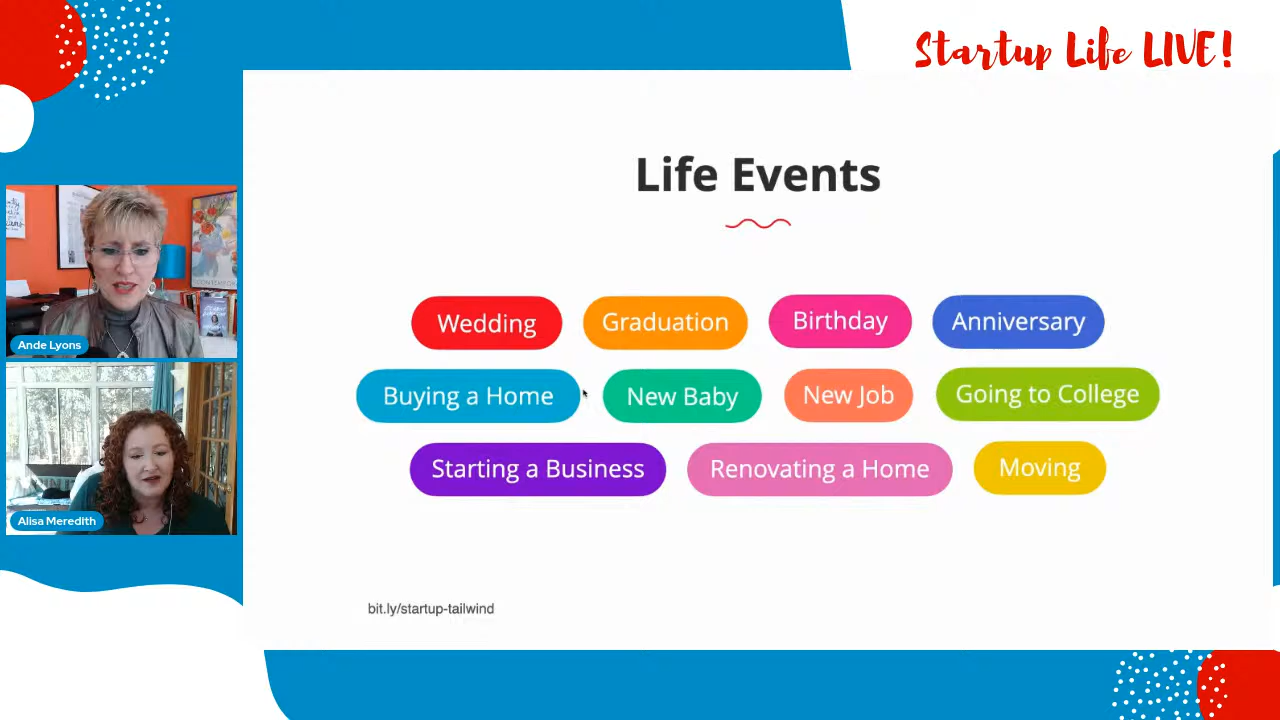 Startup Life LIVE!
Life Events
Wedding Graduation Birthday Anniversary
Buying a Home New Baby New Job Going to College
Starting a Business Renovating a Home Moving
bit.ly/startup-tailwind
Ande Lyons
Alisa Meredith